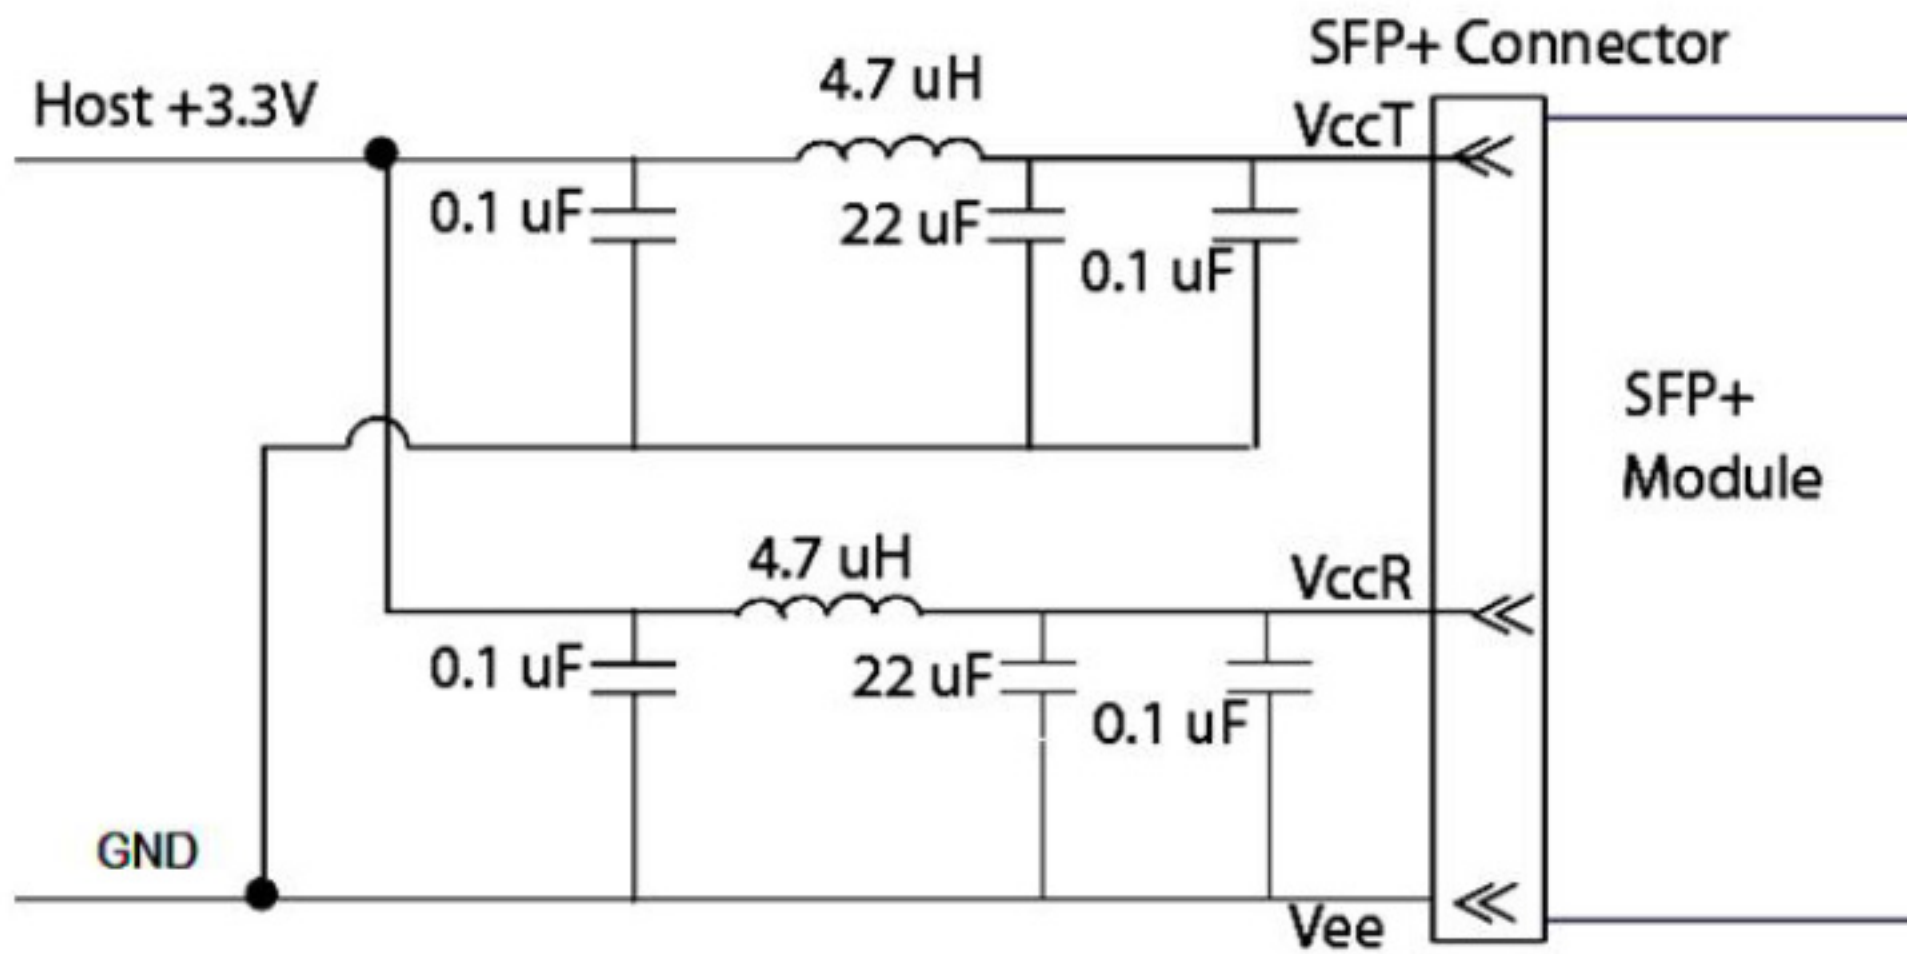 SFP+ Connector
4.7 uH
Host +3.3V
VccT
0.1 uF
22 uF
0.1 uF
SFP+
Module
4.7 uH
VccR
0.1 uF
22 uF
0.1 uF
GND
Vee